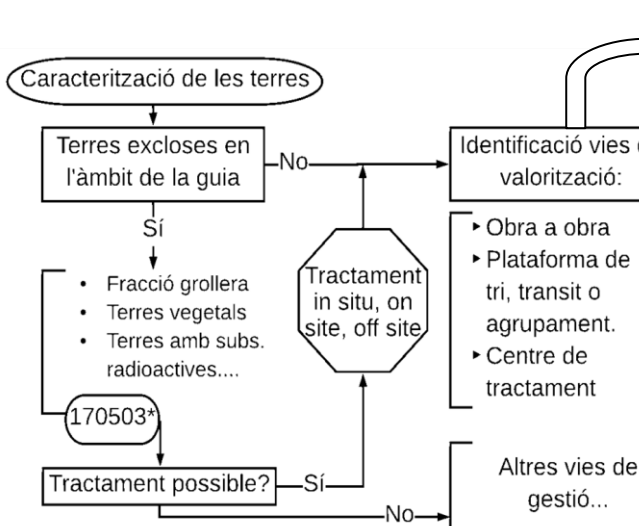 Caracterització de les terres
Terres excloses en
l'àmbit de la guia
No
Sí
• Fracció grollera
• Terres vegetals
• Terres amb subs.
radioactives....
170503*
Tractament possible?
Sí
No
Tractament
in situ, on
site, off site
Identificació vies
valorització:
‣ Obra a obra
‣ Plataforma de
tri, transit o
agrupament.
‣ Centre de
tractament
Altres vies de
gestió...